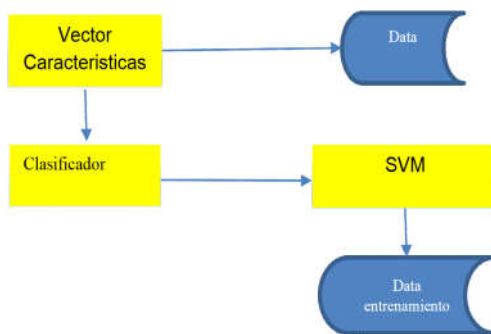 Vector
Caracteristicas
Data
Clasificador
SVM
Data
entrenamiento